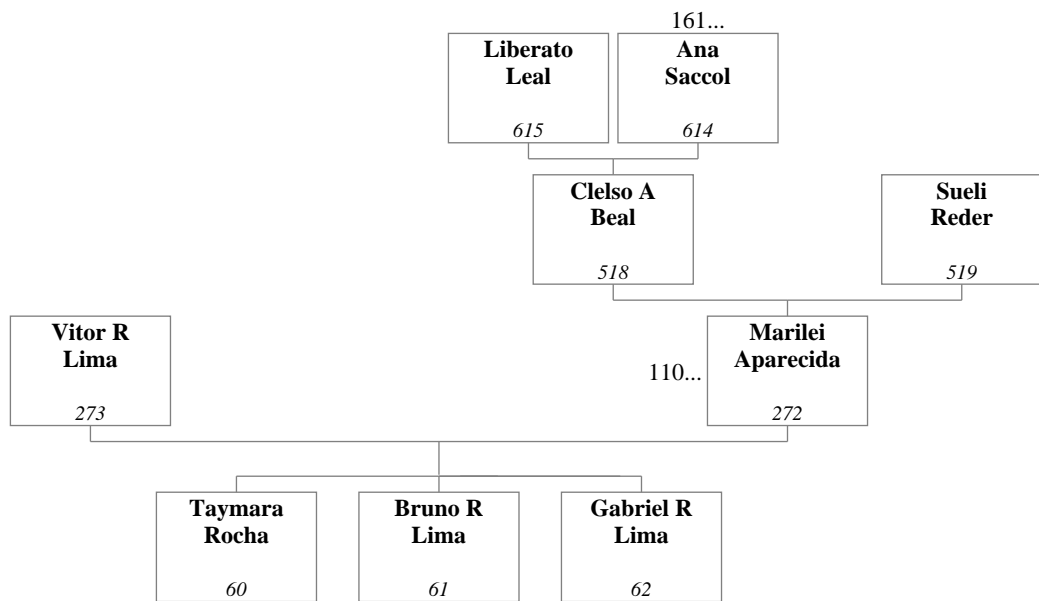 161...
Liberato
Leal
615
Ana
Saccol
614
Clelso A
Beal
518
Sueli
Reder
519
Vitor R
Lima
273
110...
Marilei
Aparecida
272
Taymara
Rocha
60
Bruno R
Lima
61
Gabriel R
Lima
62